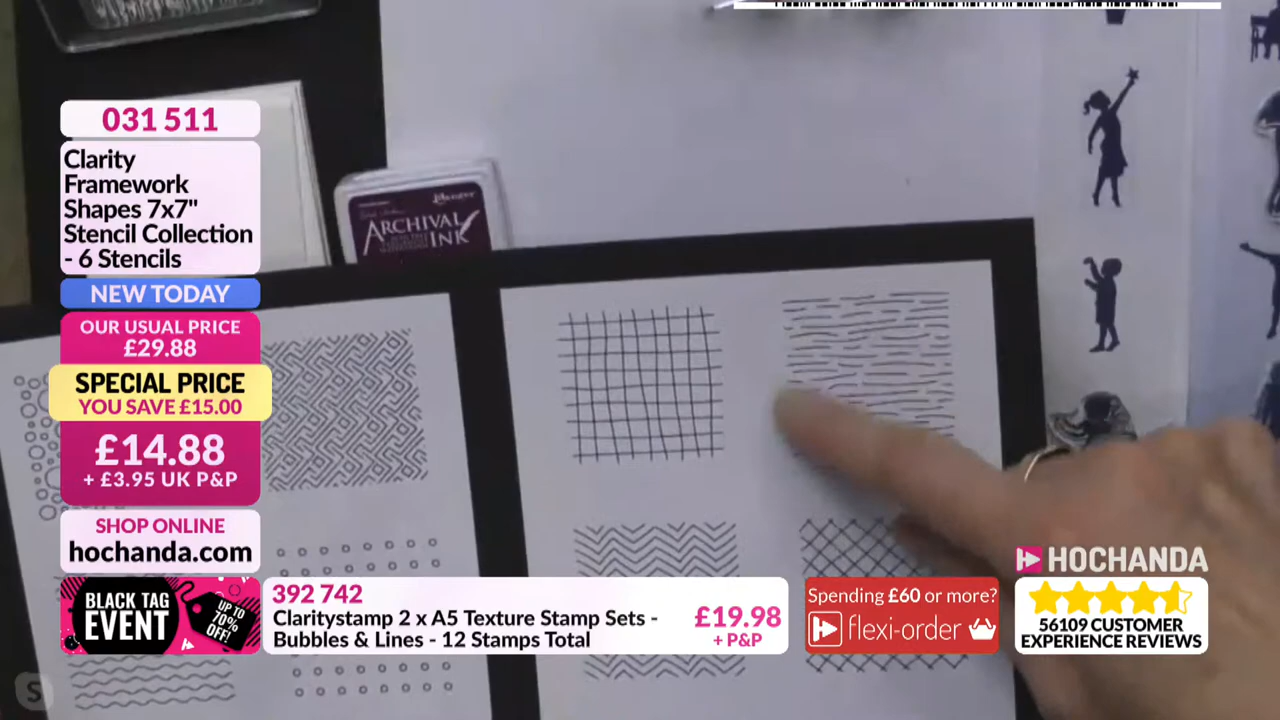 031 511
Clarity
Framework
Shapes 7x7"
Stencil Collection
- 6 Stencils
NEW TODAY
OUR USUAL PRICE
£29.88
SPECIAL PRICE
YOU SAVE £15.00
£14.88
+ £3.95 UK P&P
SHOP ONLINE
hochanda.com
BLACK TAG
EVENT
UP TO
70%
OFF!
392 742
Claritystamp 2 x A5 Texture Stamp Sets -
Bubbles & Lines - 12 Stamps Total
£19.98
+ P&P
Spending £60 or more?
flexi-order
HOCHANDA
56109 CUSTOMER
EXPERIENCE REVIEWS
Ranger
ARCHIVAL
INK
S